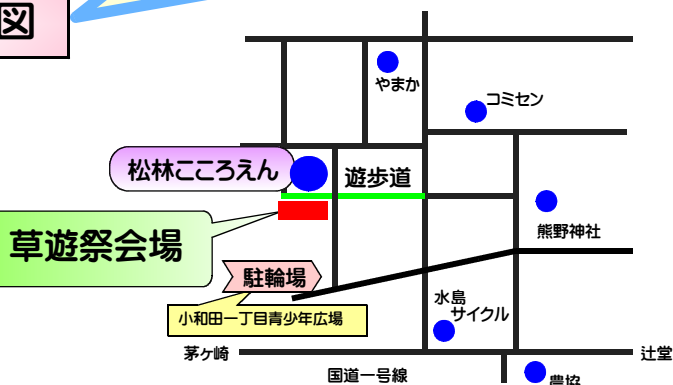 図
やまか
コミセン
松林こころえん
遊歩道
草遊祭会場
熊野神社
駐輪場
小和田一丁目青少年広場
水島
サイクル
茅ヶ崎
辻堂
国道一号線
農協